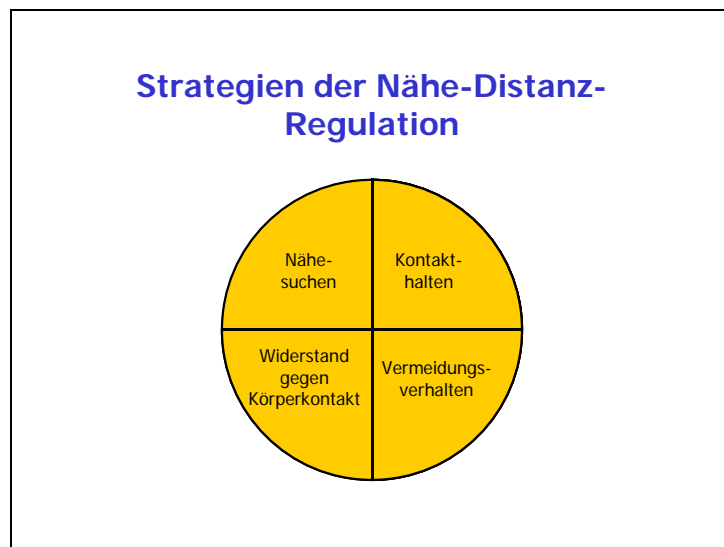 Strategien der Nähe-Distanz-
Regulation
Nähe-
suchen
Kontakt-
halten
Widerstand
gegen
Körperkontakt
Vermeidungs-
verhalten